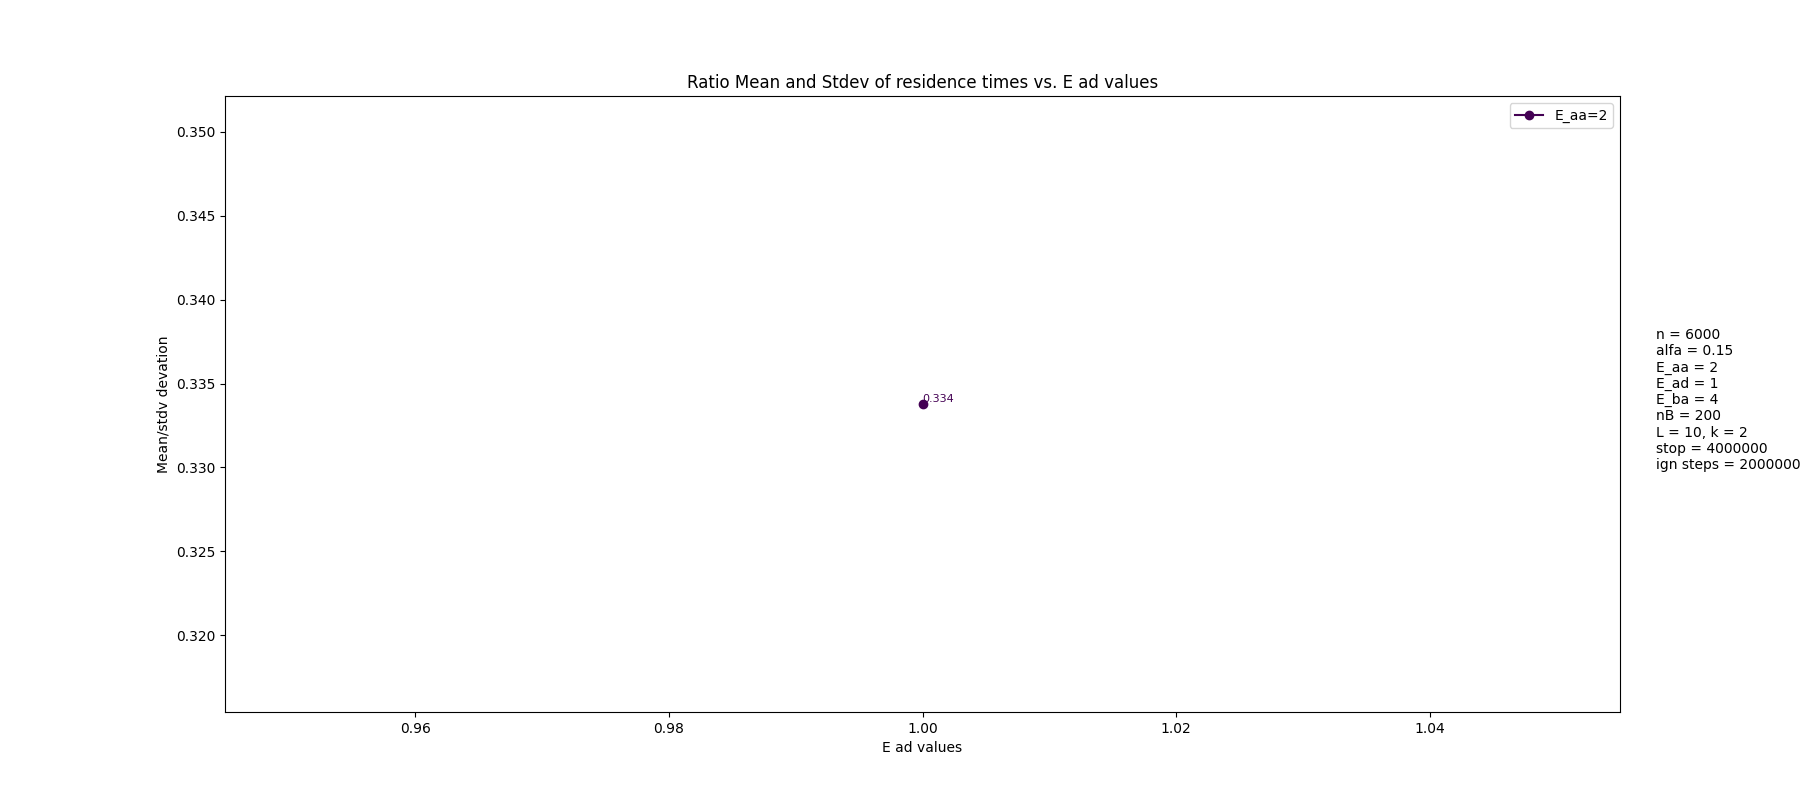 Ratio Mean and Stdev of residence times vs. E ad values
E_aa=2
0.350
0.345
0.340
0.335
0.330
0.325
0.320
Mean/stdv devation
0.334
0.96
0.98
1.00
1.02
1.04
E ad values
n = 6000
alfa = 0.15
E_aa = 2
E_ad = 1
E_ba = 4
nB = 200
L = 10, k = 2
stop = 4000000
ign steps = 2000000